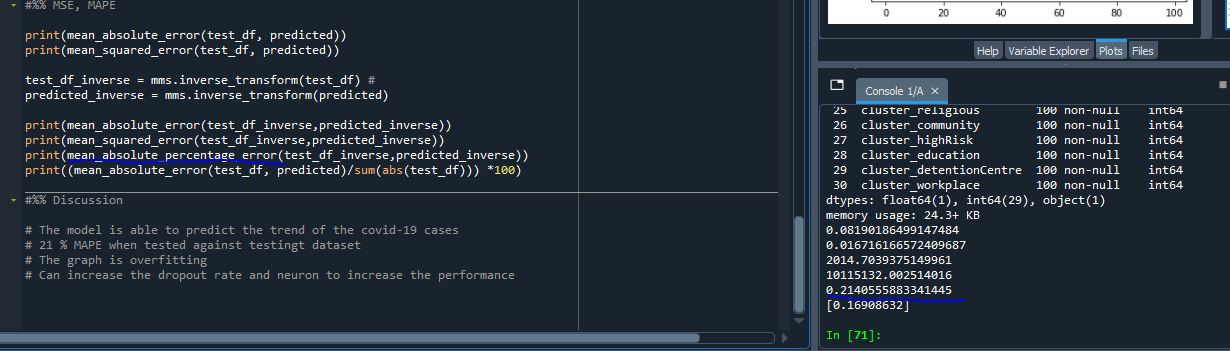 #%% MSE, MAPE
print(mean_absolute_error(test_df, predicted))
print(mean_squared_error(test_df, predicted))
test_df_inverse = mms.inverse_transform(test_df) #
predicted_inverse = mms.inverse_transform(predicted)
print(mean_absolute_error(test_df_inverse,predicted_inverse))
print(mean_squared_error(test_df_inverse,predicted_inverse))
print(mean_absolute_percentage_error(test_df_inverse,predicted_inverse))
print((mean_absolute_error(test_df, predicted)/sum(abs(test_df))) *100)
#%% Discussion
# The model is able to predict the trend of the covid-19 cases
# 21 % MAPE when tested against testingt dataset
# The graph is overfitting
# Can increase the dropout rate and neuron to increase the performance
0 20 40 60 80 100
Help Variable Explorer Plots Files
Console 1/A ×
25 cluster_religious 100 non-null int64
26 cluster_community 100 non-null int64
27 cluster_highRisk 100 non-null int64
28 cluster_education 100 non-null int64
29 cluster_detentionCentre 100 non-null int64
30 cluster_workplace 100 non-null int64
dtypes: float64(1), int64(29), object(1)
memory usage: 24.3+ KB
0.08190186499147484
0.016716166572409687
2014.7039375149961
10115132.002514016
0.2140555883341445
[0.16908632]
In [71]: